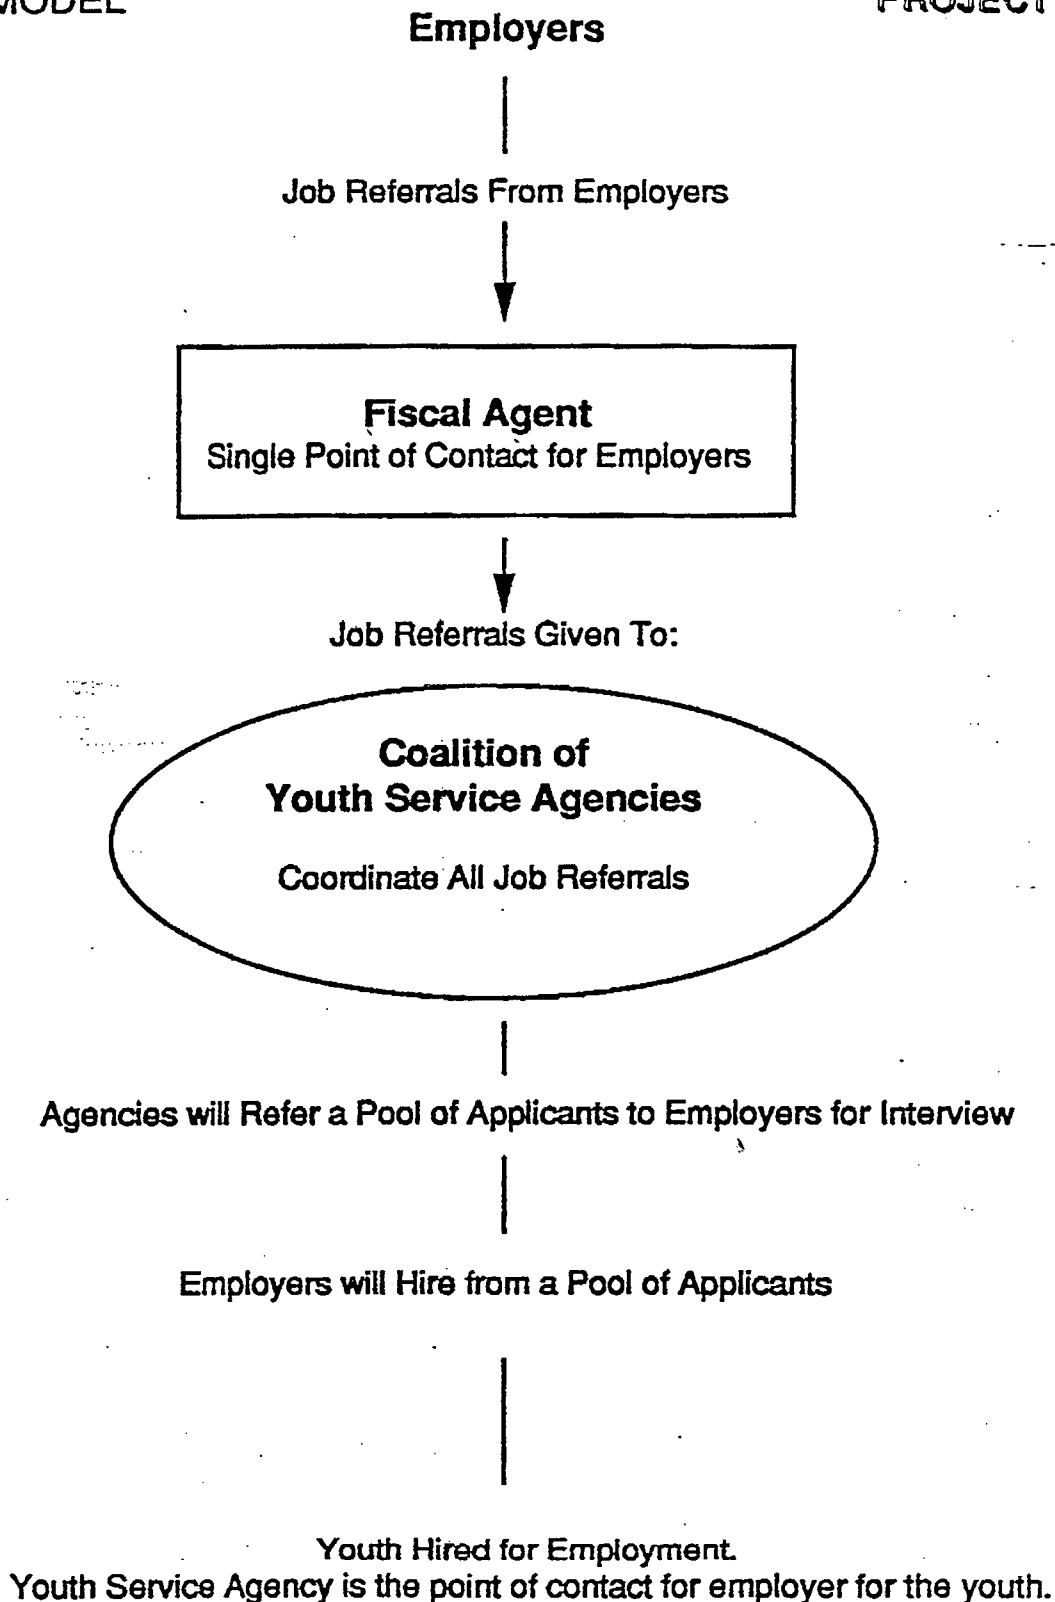 MODEL PROJECT
Employers
Job Referrals From Employers
Fiscal Agent
Single Point of Contact for Employers
Job Referrals Given To:
Coalition of
Youth Service Agencies
Coordinate All Job Referrals
Agencies will Refer a Pool of Applicants to Employers for Interview
Employers will Hire from a Pool of Applicants
Youth Hired for Employment.
Youth Service Agency is the point of contact for employer for the youth.